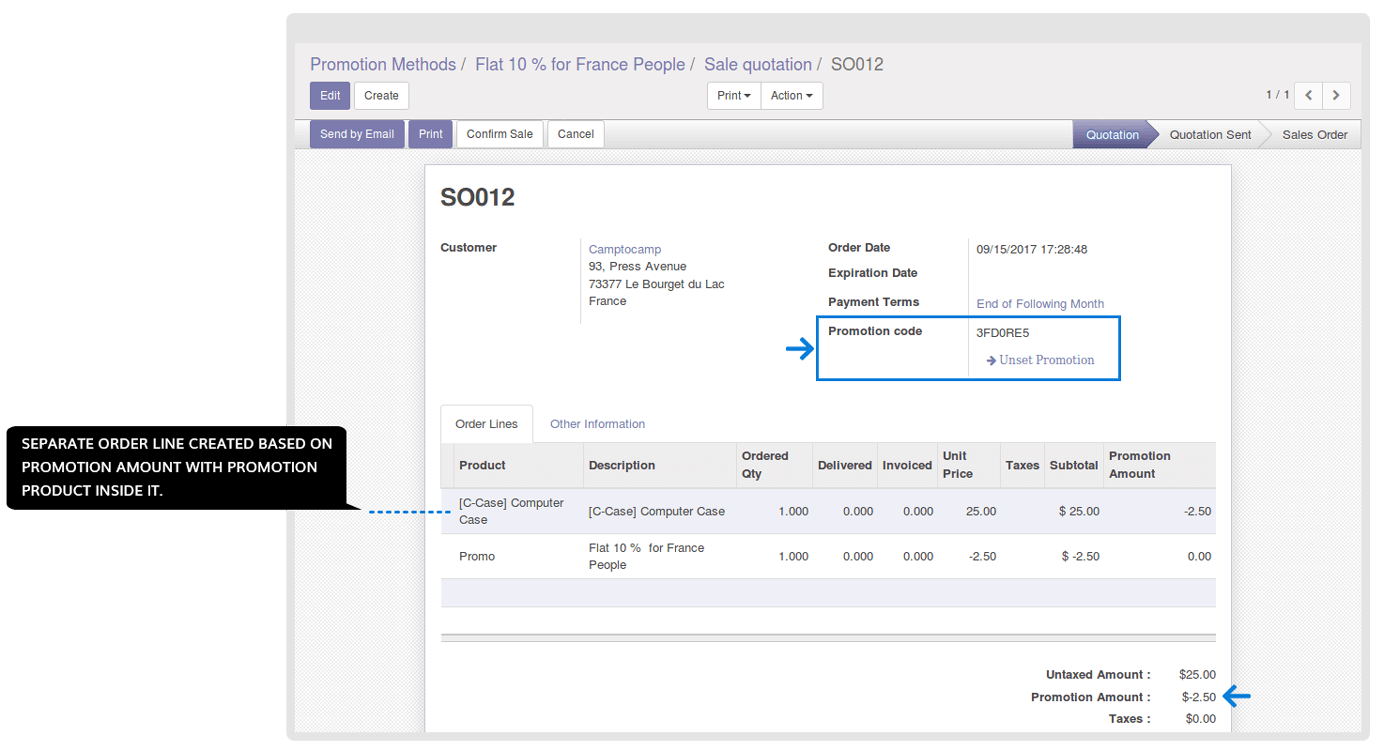 Promotion Methods / Flat 10 % for France People / Sale quotation / SO012
Edit Create Print Action 1 / 1
Send by Email Print Confirm Sale Cancel Quotation Quotation Sent Sales Order
SO012
Customer
Camptocamp
93, Press Avenue
73377 Le Bourget du Lac
France
Order Date 09/15/2017 17:28:48
Expiration Date
Payment Terms End of Following Month
Promotion code 3FD0RE5
Unset Promotion
SEPARATE ORDER LINE CREATED BASED ON
PROMOTION AMOUNT WITH PROMOTION
PRODUCT INSIDE IT.
Order Lines Other Information
Product Description Ordered Qty Delivered Invoiced Unit Price Taxes Subtotal Promotion Amount
[C-Case] Computer Case [C-Case] Computer Case 1.000 0.000 0.000 25.00 $ 25.00 -2.50
Promo Flat 10 % for France People 1.000 0.000 0.000 -2.50 $ -2.50 0.00
Untaxed Amount : $25.00
Promotion Amount : $-2.50
Taxes : $0.00